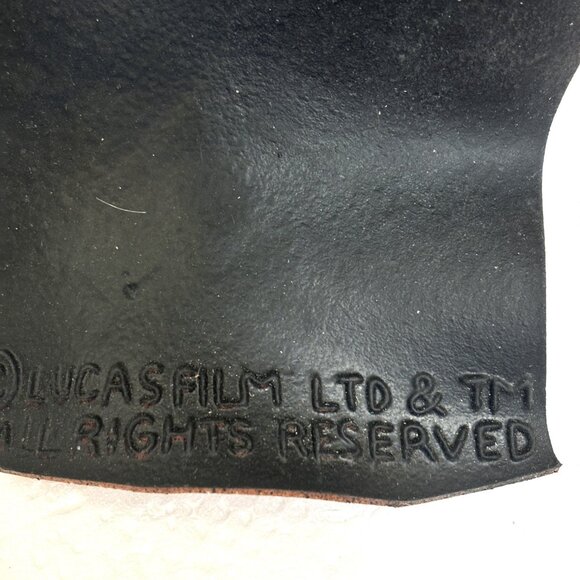 ©LUCASFILM LTD & TM
ALL RIGHTS RESERVED